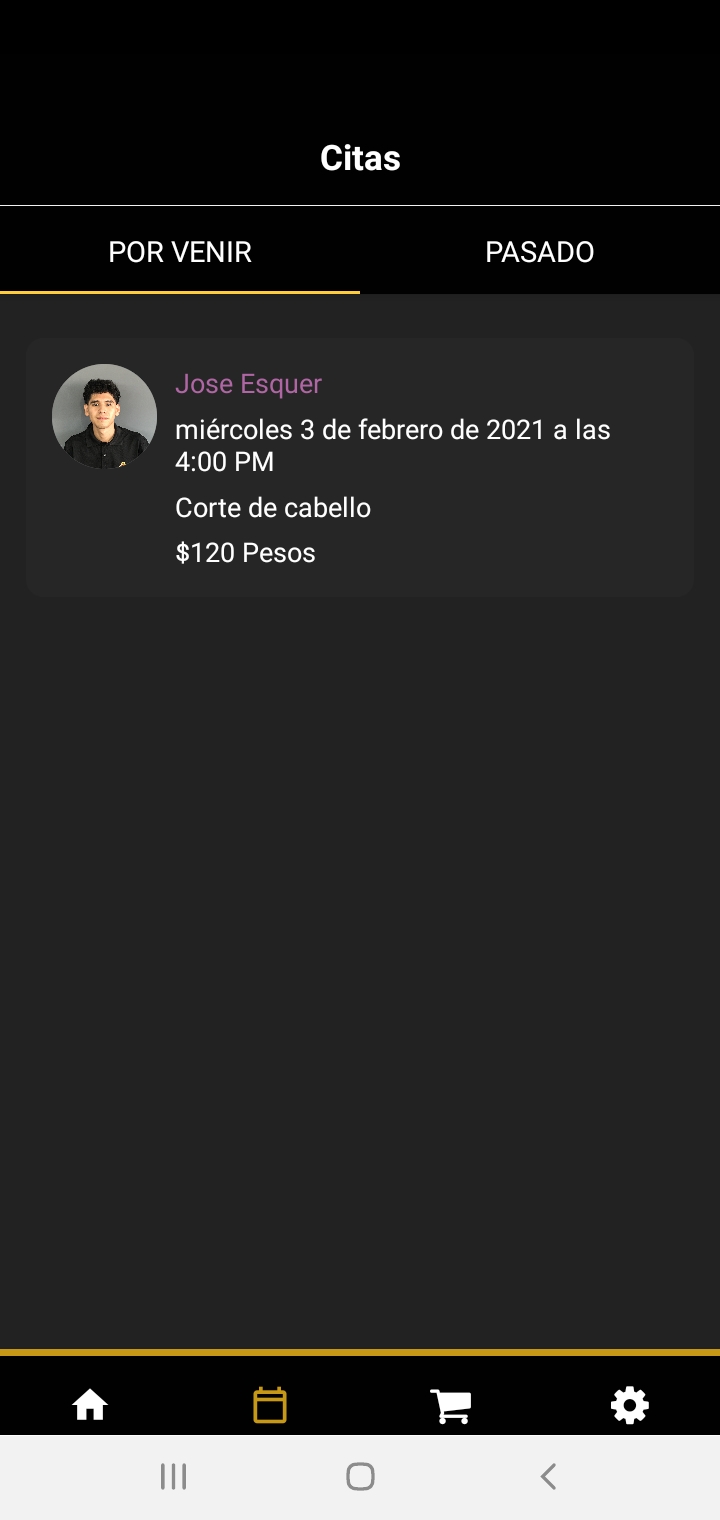 Citas
POR VENIR
PASADO
Jose Esquer
miércoles 3 de febrero de 2021 a las
4:00 PM
Corte de cabello
$120 Pesos